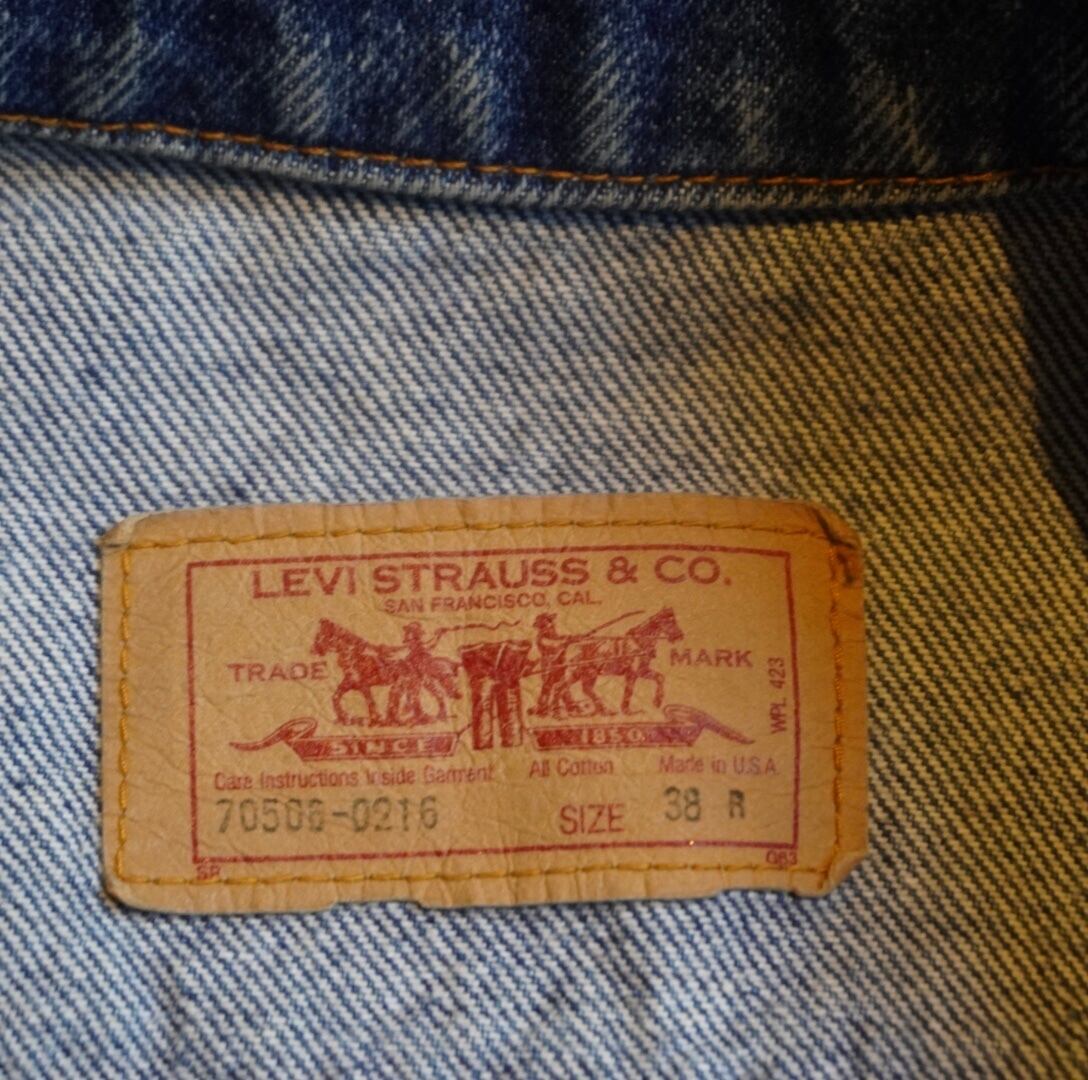 LEVI STRAUSS & CO.
SAN FRANCISCO, CAL.
TRADE MARK
WPL 423
SINCE 1850
Care Instructions Inside Garment All Cotton Made in U.S.A.
70506-0216 SIZE 38 R
SR